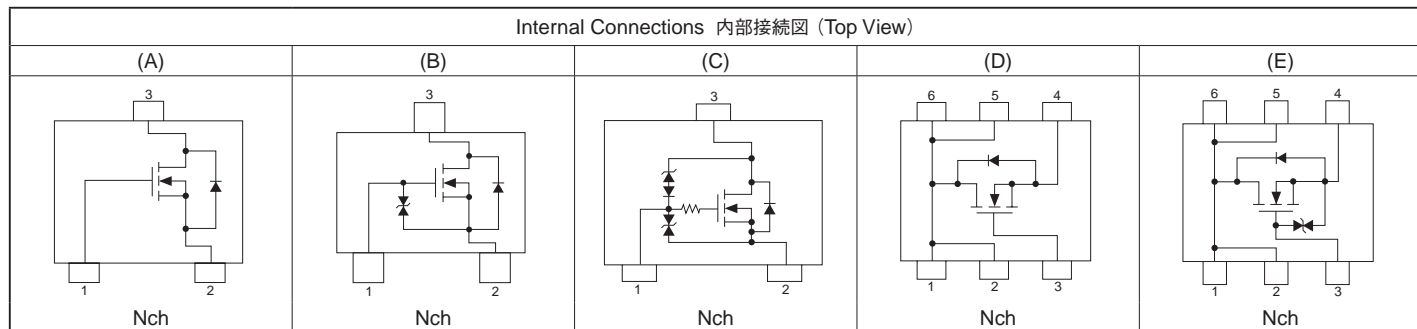 Internal Connections 内部接続図 (Top View)
(A) (B) (C) (D) (E)
3 3 3 6 5 4 6 5 4
1 2 1 2 1 2 1 2 3 1 2 3
Nch Nch Nch Nch Nch